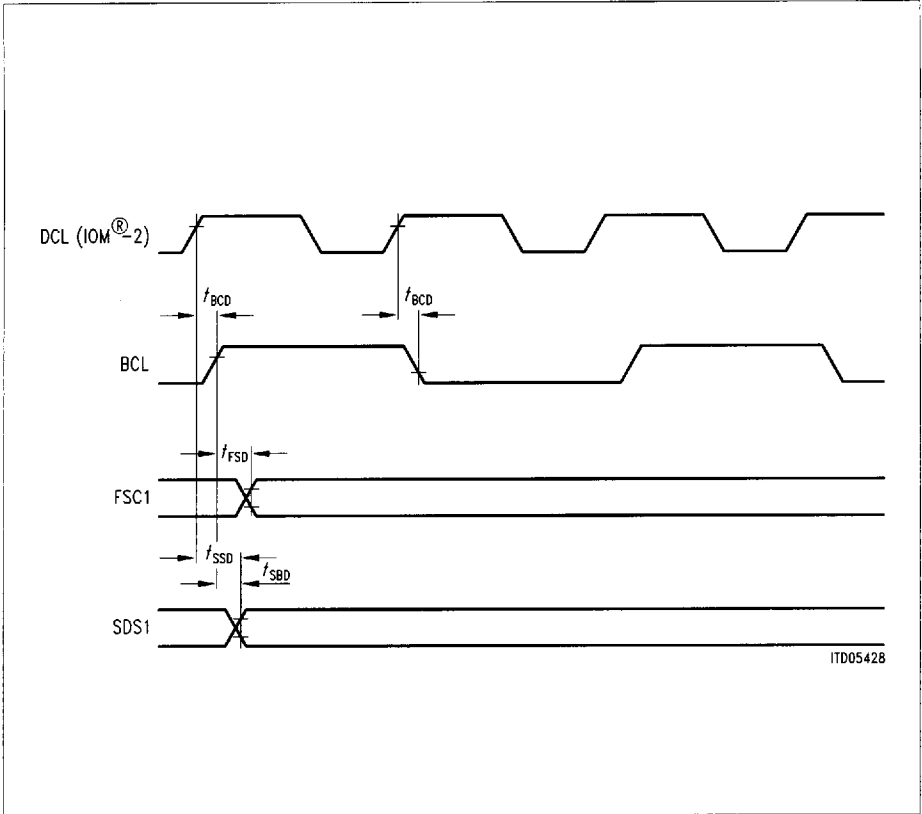 DCL (IOM®-2)
tBCD
tBCD
BCL
tFSD
FSC1
tSSD
tSBD
SDS1
ITD05428